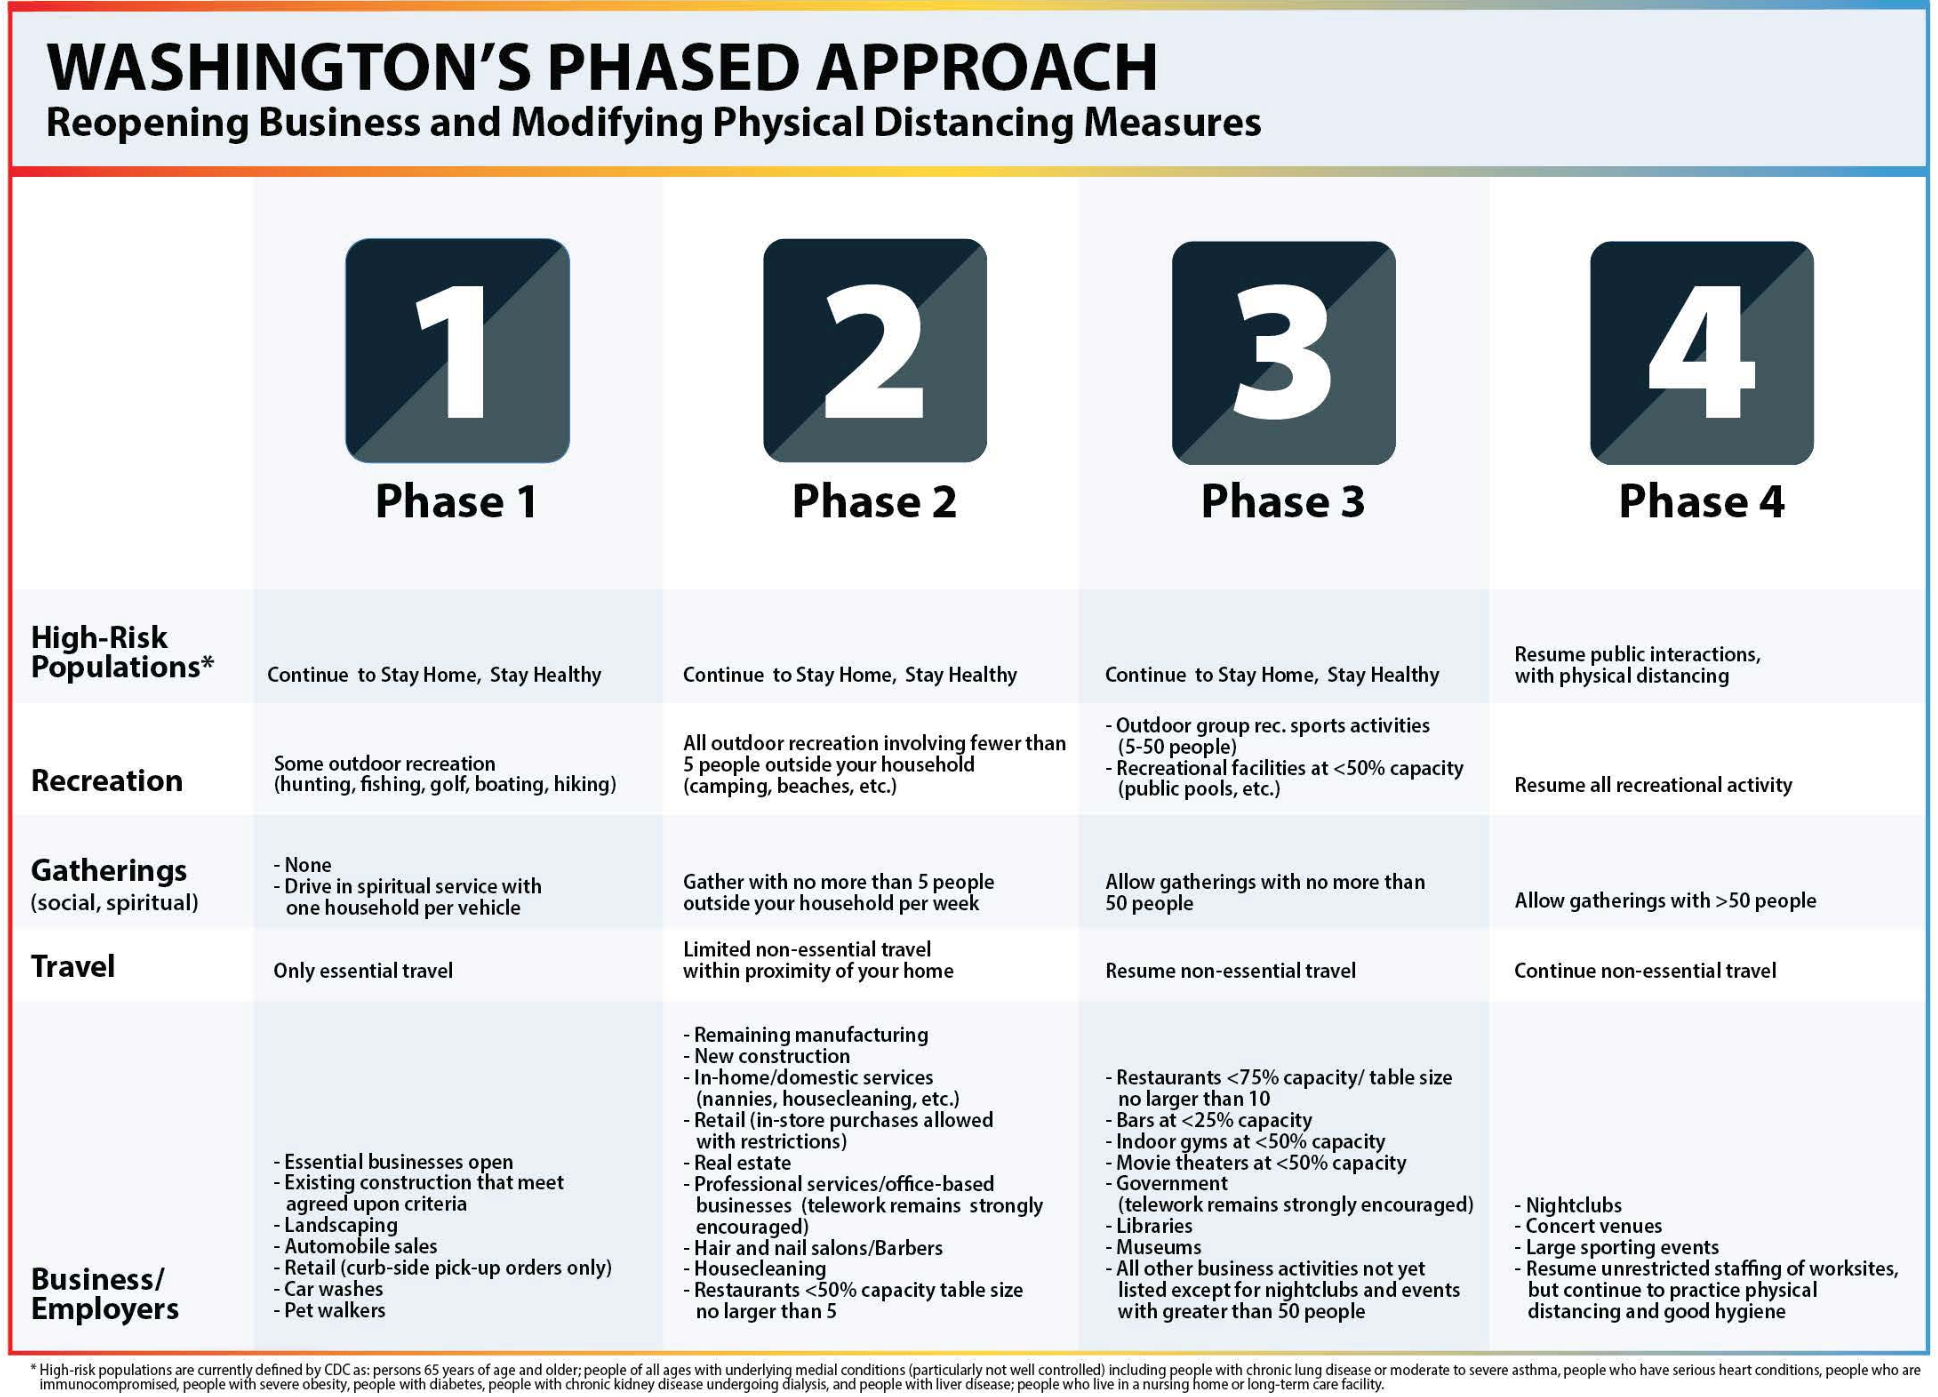 WASHINGTON'S PHASED APPROACH
Reopening Business and Modifying Physical Distancing Measures
1
2
3
4
Phase 1
Phase 2
Phase 3
Phase 4
High-Risk
Populations*
Continue to Stay Home, Stay Healthy
Continue to Stay Home, Stay Healthy
Continue to Stay Home, Stay Healthy
Resume public interactions,
with physical distancing
Recreation
Some outdoor recreation
(hunting, fishing, golf, boating, hiking)
All outdoor recreation involving fewer than
5 people outside your household
(camping, beaches, etc.)
- Outdoor group rec. sports activities
(5-50 people)
- Recreational facilities at <50% capacity
(public pools, etc.)
Resume all recreational activity
Gatherings
(social, spiritual)
- None
- Drive in spiritual service with
one household per vehicle
Gather with no more than 5 people
outside your household per week
Allow gatherings with no more than
50 people
Allow gatherings with >50 people
Travel
Only essential travel
Limited non-essential travel
within proximity of your home
Resume non-essential travel
Continue non-essential travel
Business/
Employers
- Essential businesses open
- Existing construction that meet
agreed upon criteria
- Landscaping
- Automobile sales
- Retail (curb-side pick-up orders only)
- Car washes
- Pet walkers
- Remaining manufacturing
- New construction
- In-home/domestic services
(nannies, housecleaning, etc.)
- Retail (in-store purchases allowed
with restrictions)
- Real estate
- Professional services/office-based
businesses (telework remains strongly
encouraged)
- Hair and nail salons/Barbers
- Housecleaning
- Restaurants <50% capacity table size
no larger than 5
- Restaurants <75% capacity/ table size
no larger than 10
- Bars at <25% capacity
- Indoor gyms at <50% capacity
- Movie theaters at <50% capacity
- Government
(telework remains strongly encouraged)
- Libraries
- Museums
- All other business activities not yet
listed except for nightclubs and events
with greater than 50 people
- Nightclubs
- Concert venues
- Large sporting events
- Resume unrestricted staffing of worksites,
but continue to practice physical
distancing and good hygiene
* High-risk populations are currently defined by CDC as: persons 65 years of age and older; people of all ages with underlying medial conditions (particularly not well controlled) including people with chronic lung disease or moderate to severe asthma, people who have serious heart conditions, people who are
immunocompromised, people with severe obesity, people with diabetes, people with chronic kidney disease undergoing dialysis, and people with liver disease; people who live in a nursing home or long-term care facility.